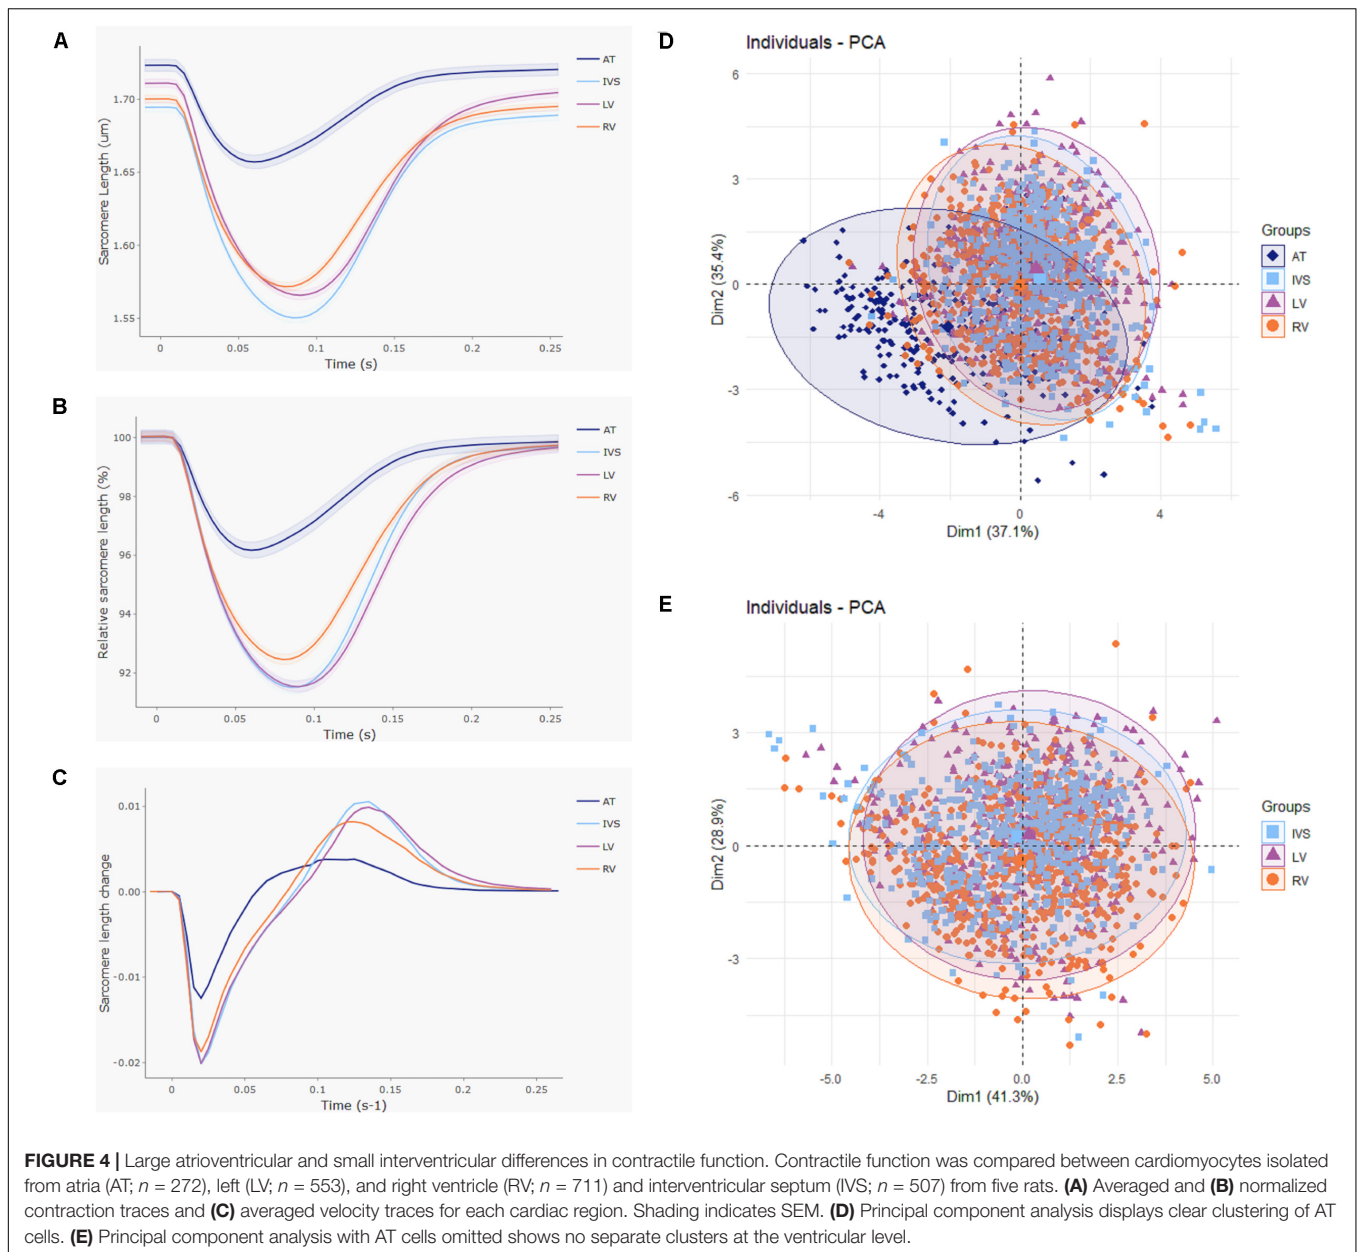 A
AT
IVS
LV
RV
1.70
1.65
1.60
1.55
Sarcomere Length (um)
0
0.05
0.1
0.15
0.2
0.25
Time (s)
B
AT
IVS
LV
RV
100
98
96
94
92
Relative sarcomere length (%)
0
0.05
0.1
0.15
0.2
0.25
Time (s)
C
AT
IVS
LV
RV
0.01
0.00
-0.01
-0.02
Sarcomere length change
0
0.05
0.1
0.15
0.2
0.25
Time (s-1)
D
Individuals - PCA
6
3
0
-3
-6
Dim2 (35.4%)
-4
0
4
Dim1 (37.1%)
Groups
AT
IVS
LV
RV
E
Individuals - PCA
3
0
-3
Dim2 (28.9%)
-5.0
-2.5
0.0
2.5
5.0
Dim1 (41.3%)
Groups
IVS
LV
RV
FIGURE 4 | Large atrioventricular and small interventricular differences in contractile function. Contractile function was compared between cardiomyocytes isolated
from atria (AT; n = 272), left (LV; n = 553), and right ventricle (RV; n = 711) and interventricular septum (IVS; n = 507) from five rats. (A) Averaged and (B) normalized
contraction traces and (C) averaged velocity traces for each cardiac region. Shading indicates SEM. (D) Principal component analysis displays clear clustering of AT
cells. (E) Principal component analysis with AT cells omitted shows no separate clusters at the ventricular level.